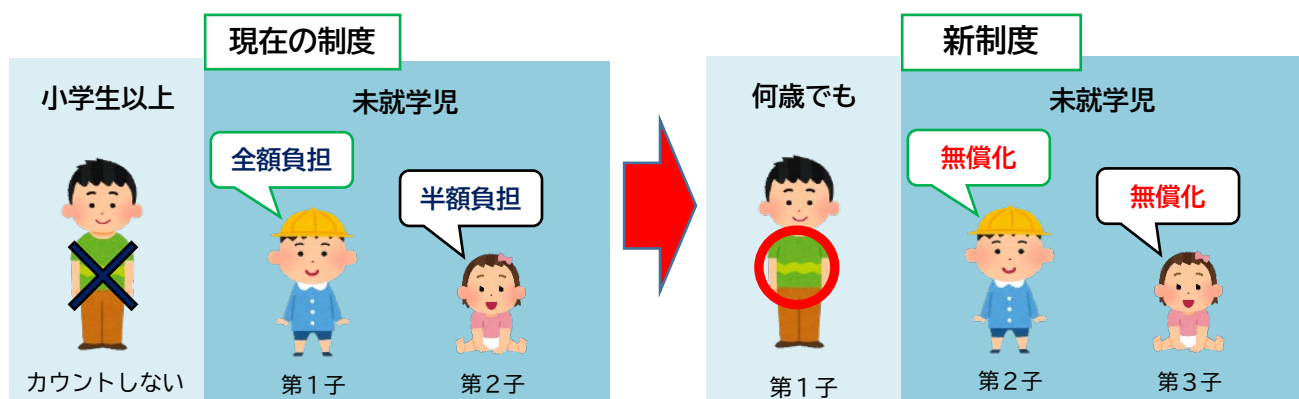 現在の制度
小学生以上
未就学児
全額負担
半額負担
カウントしない
第1子
第2子
新制度
何歳でも
未就学児
無償化
無償化
第1子
第2子
第3子